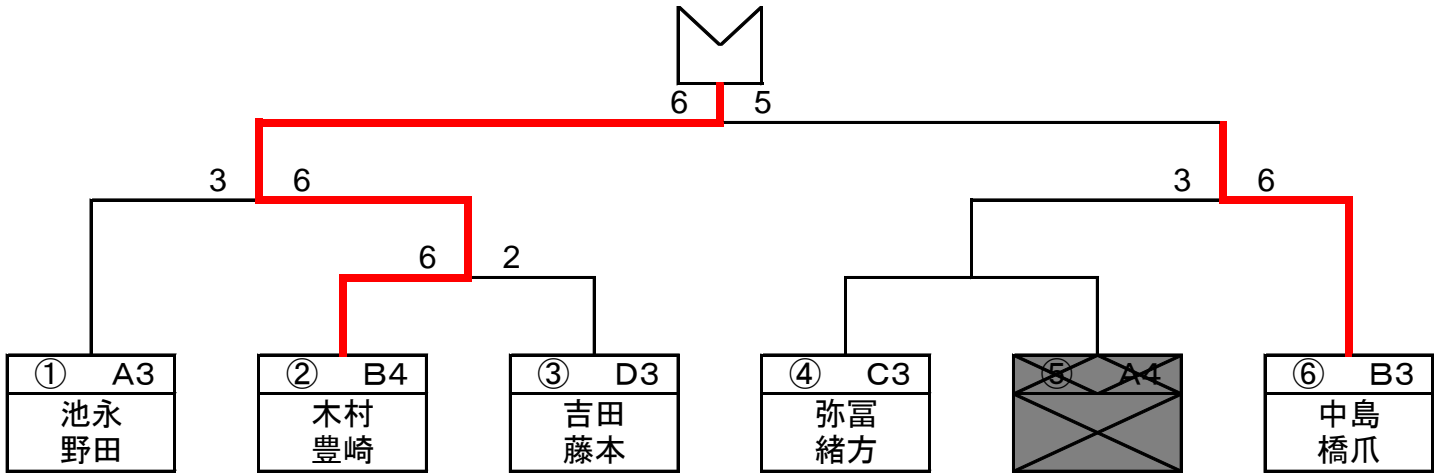 6 5
3 6
3 6
6 2
① A3
池永
野田
② B4
木村
豊崎
③ D3
吉田
藤本
④ C3
弥冨
緒方
⑤ A4
⑥ B3
中島
橋爪